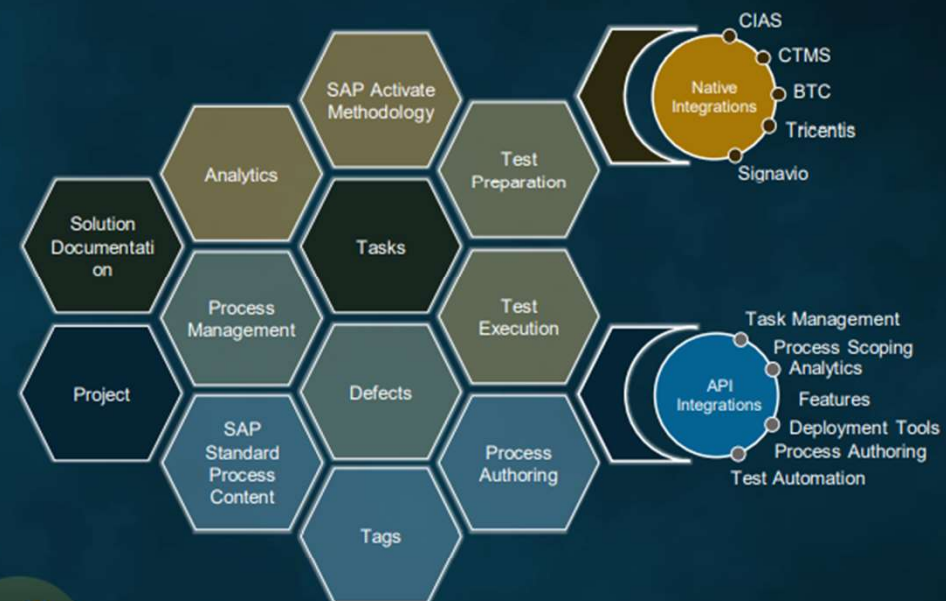 SAP Activate
Methodology
Analytics
Test
Preparation
Solution
Documentati
on
Tasks
Process
Management
Test
Execution
Project
Defects
SAP
Standard
Process
Content
Process
Authoring
Tags
Native
Integrations
CIAS
CTMS
BTC
Tricentis
Signavio
API
Integrations
Task Management
Process Scoping
Analytics
Features
Deployment Tools
Process Authoring
Test Automation